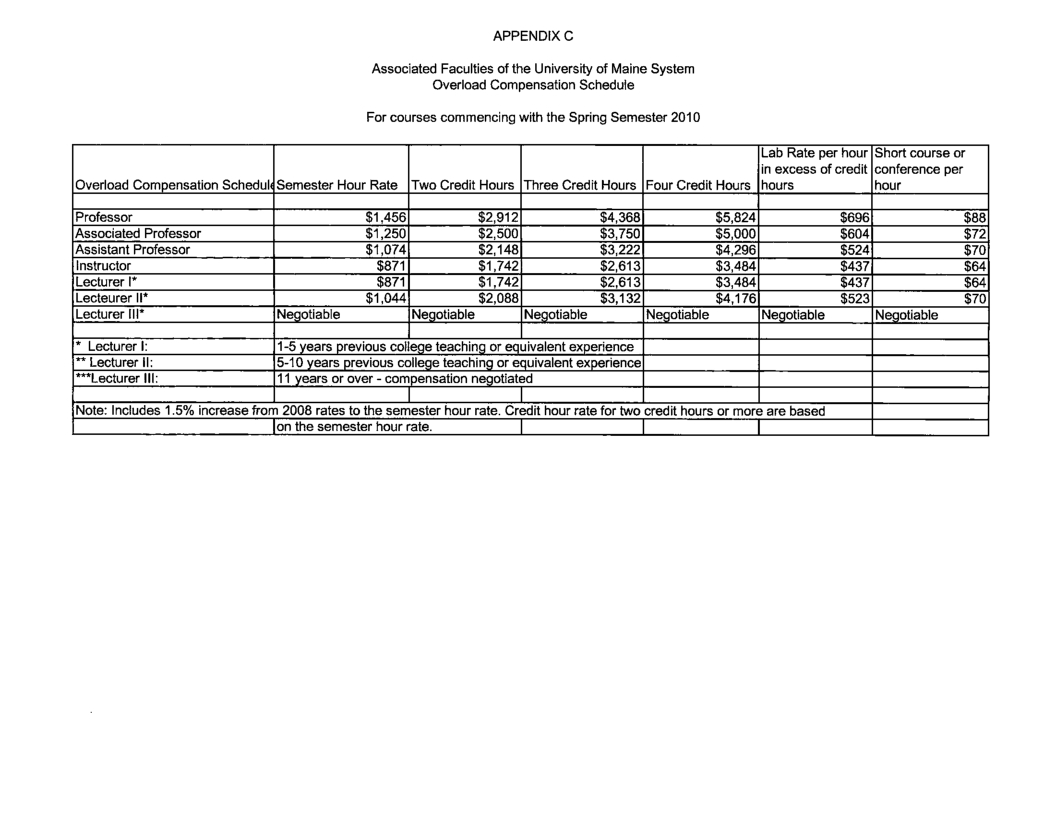 APPENDIX C
Associated Faculties of the University of Maine System
Overload Compensation Schedule
For courses commencing with the Spring Semester 2010
Overload Compensation Schedul Semester Hour Rate Two Credit Hours Three Credit Hours Four Credit Hours Lab Rate per hour in excess of credit hours Short course or conference per hour
Professor $1,456 $2,912 $4,368 $5,824 $696 $88
Associated Professor $1,250 $2,500 $3,750 $5,000 $604 $72
Assistant Professor $1,074 $2,148 $3,222 $4,296 $524 $70
Instructor $871 $1,742 $2,613 $3,484 $437 $64
Lecturer I* $871 $1,742 $2,613 $3,484 $437 $64
Lecteurer II* $1,044 $2,088 $3,132 $4,176 $523 $70
Lecturer III* Negotiable Negotiable Negotiable Negotiable Negotiable Negotiable
* Lecturer I: 1-5 years previous college teaching or equivalent experience
** Lecturer II: 5-10 years previous college teaching or equivalent experience
***Lecturer III: 11 years or over - compensation negotiated
Note: Includes 1.5% increase from 2008 rates to the semester hour rate. Credit hour rate for two credit hours or more are based
on the semester hour rate.